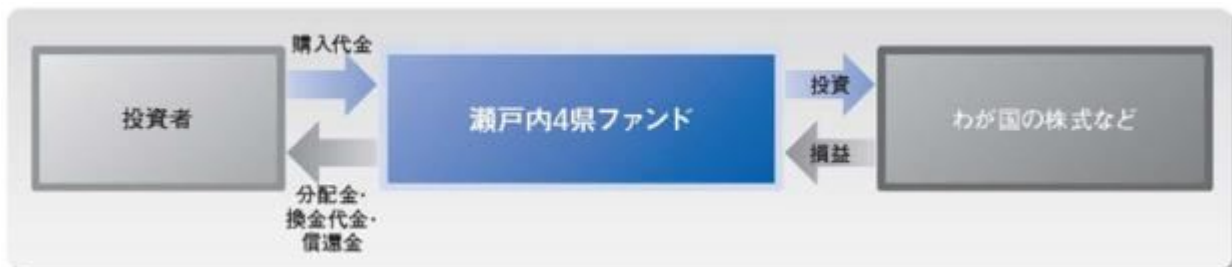 購入代金
投資者
瀬戸内4県ファンド
投資
わが国の株式など
損益
分配金・
換金代金・
償還金